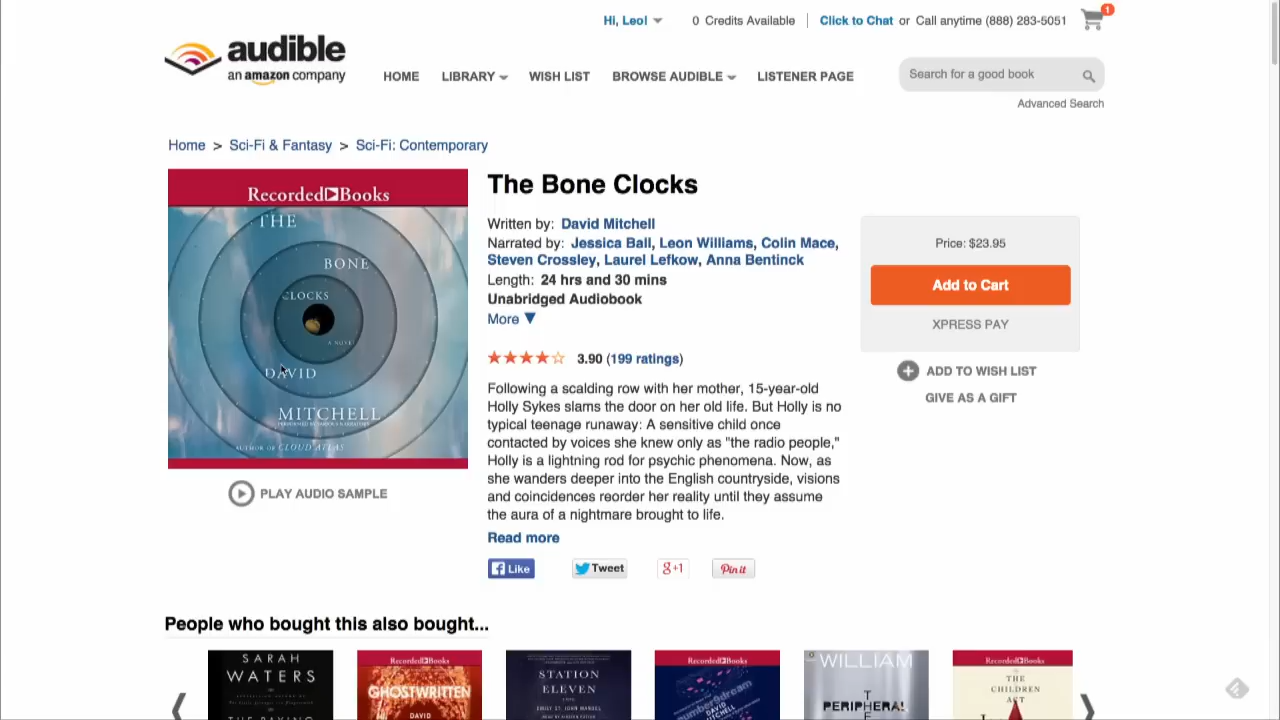 Hi, Leo!
0 Credits Available
Click to Chat or Call anytime (888) 283-5051
1
audible
an amazon company
HOME
LIBRARY
WISH LIST
BROWSE AUDIBLE
LISTENER PAGE
Search for a good book
Advanced Search
Home > Sci-Fi & Fantasy > Sci-Fi: Contemporary
Recorded Books
THE
BONE
CLOCKS
A NOVEL
DAVID
MITCHELL
AUTHOR OF CLOUD ATLAS
PLAY AUDIO SAMPLE
The Bone Clocks
Written by: David Mitchell
Narrated by: Jessica Ball, Leon Williams, Colin Mace,
Steven Crossley, Laurel Lefkow, Anna Bentinck
Length: 24 hrs and 30 mins
Unabridged Audiobook
More
3.90 (199 ratings)
Following a scalding row with her mother, 15-year-old
Holly Sykes slams the door on her old life. But Holly is no
typical teenage runaway: A sensitive child once
contacted by voices she knew only as "the radio people,"
Holly is a lightning rod for psychic phenomena. Now, as
she wanders deeper into the English countryside, visions
and coincidences reorder her reality until they assume
the aura of a nightmare brought to life.
Read more
Like
Tweet
g+1
Pin it
Price: $23.95
Add to Cart
XPRESS PAY
ADD TO WISH LIST
GIVE AS A GIFT
People who bought this also bought...
SARAH
WATERS
THE PAYING
Recorded Books
GHOSTWRITTEN
DAVID
STATION
ELEVEN
EMILY ST. JOHN MANDEL
Recorded Books
number9dream
DAVID
MITCHELL
WILLIAM
THE
PERIPHERAL
Recorded Books
THE
CHILDREN
ACT